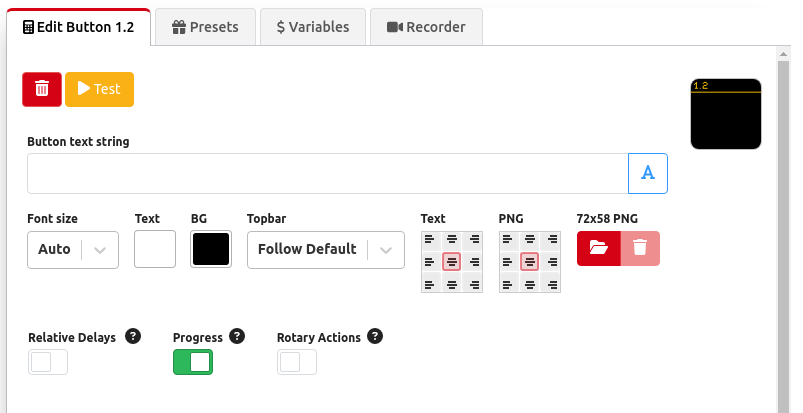 Edit Button 1.2 Presets $ Variables Recorder
Test
1.2
Button text string
A
Font size Text BG Topbar Text PNG 72x58 PNG
Auto Follow Default
Relative Delays ? Progress ? Rotary Actions ?